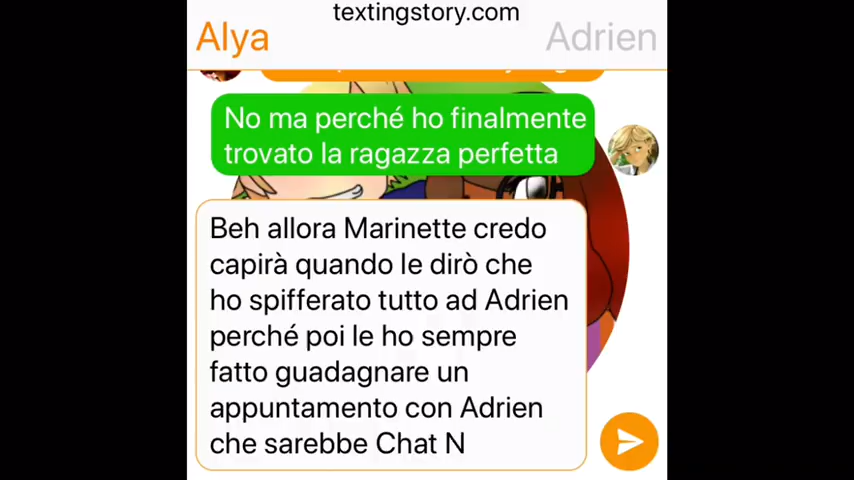 textingstory.com
Alya
Adrien
No ma perché ho finalmente
trovato la ragazza perfetta
Beh allora Marinette credo
capirà quando le dirò che
ho spifferato tutto ad Adrien
perché poi le ho sempre
fatto guadagnare un
appuntamento con Adrien
che sarebbe Chat N